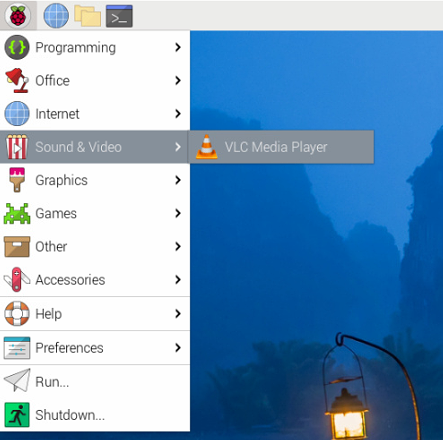 Programming
Office
Internet
Sound & Video
VLC Media Player
Graphics
Games
Other
Accessories
Help
Preferences
Run...
Shutdown...